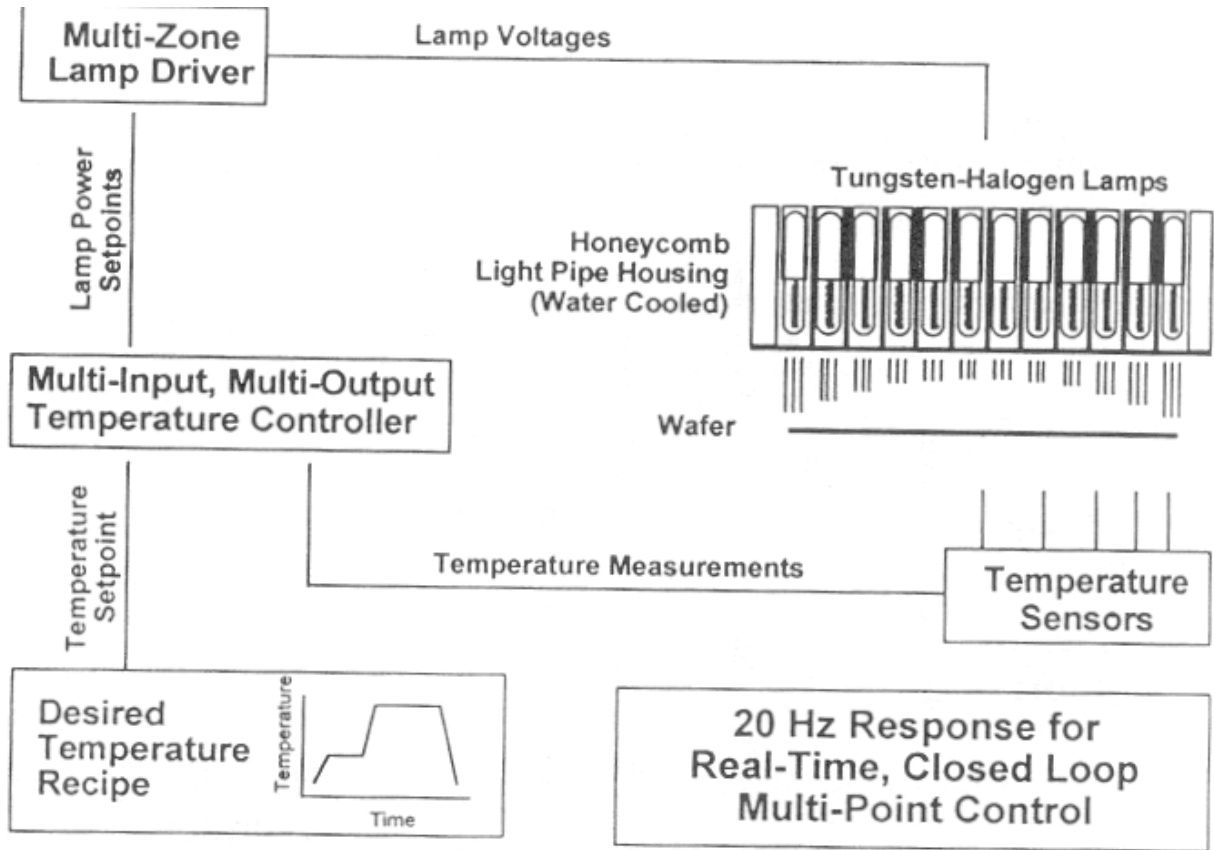 Multi-Zone
Lamp Driver
Lamp Voltages
Lamp Power
Setpoints
Tungsten-Halogen Lamps
Honeycomb
Light Pipe Housing
(Water Cooled)
Multi-Input, Multi-Output
Temperature Controller
Wafer
Temperature
Setpoint
Temperature Measurements
Temperature
Sensors
Desired
Temperature
Recipe
Temperature
Time
20 Hz Response for
Real-Time, Closed Loop
Multi-Point Control